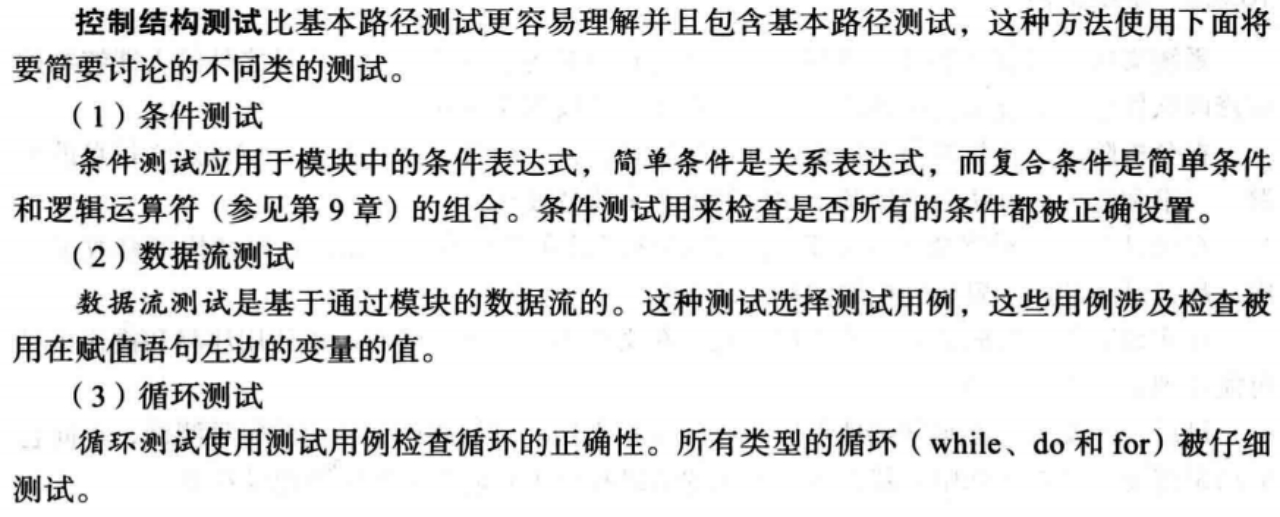 控制结构测试比基本路径测试更容易理解并且包含基本路径测试，这种方法使用下面将
要简要讨论的不同类的测试。
（1）条件测试
条件测试应用于模块中的条件表达式，简单条件是关系表达式，而复合条件是简单条件
和逻辑运算符（参见第 9 章）的组合。条件测试用来检查是否所有的条件都被正确设置。
（2）数据流测试
数据流测试是基于通过模块的数据流的。这种测试选择测试用例，这些用例涉及检查被
用在赋值语句左边的变量的值。
（3）循环测试
循环测试使用测试用例检查循环的正确性。所有类型的循环（while、do 和 for）被仔细
测试。